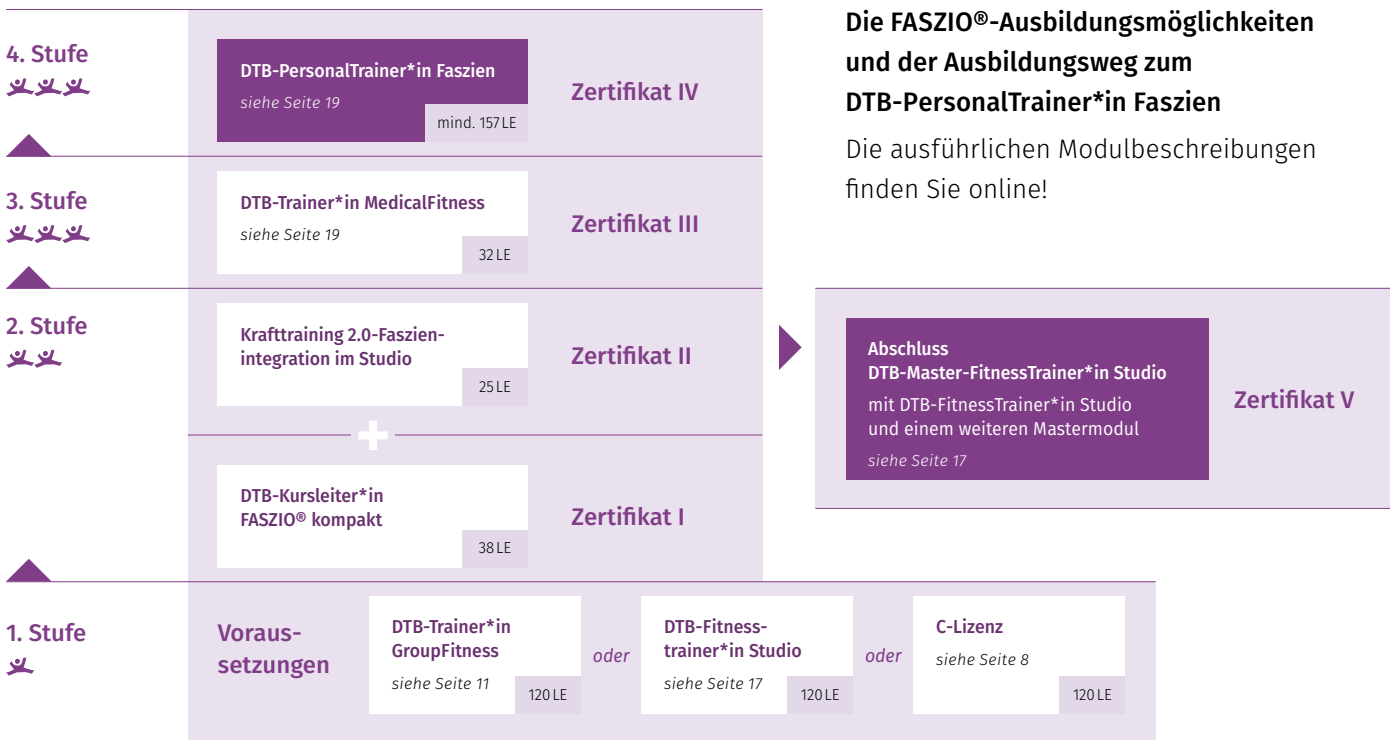 Die FASZIO®-Ausbildungsmöglichkeiten
und der Ausbildungsweg zum
DTB-PersonalTrainer*in Faszien
Die ausführlichen Modulbeschreibungen
finden Sie online!
4. Stufe
DTB-PersonalTrainer*in Faszien
siehe Seite 19
mind. 157 LE
Zertifikat IV
3. Stufe
DTB-Trainer*in MedicalFitness
siehe Seite 19
32 LE
Zertifikat III
2. Stufe
Krafttraining 2.0-Faszien-
integration im Studio
25 LE
Zertifikat II
+
DTB-Kursleiter*in
FASZIO® kompakt
38 LE
Zertifikat I
Abschluss
DTB-Master-FitnessTrainer*in Studio
mit DTB-FitnessTrainer*in Studio
und einem weiteren Mastermodul
siehe Seite 17
Zertifikat V
1. Stufe
Voraus-
setzungen
DTB-Trainer*in
GroupFitness
siehe Seite 11
120 LE
oder
DTB-Fitness-
trainer*in Studio
siehe Seite 17
120 LE
oder
C-Lizenz
siehe Seite 8
120 LE